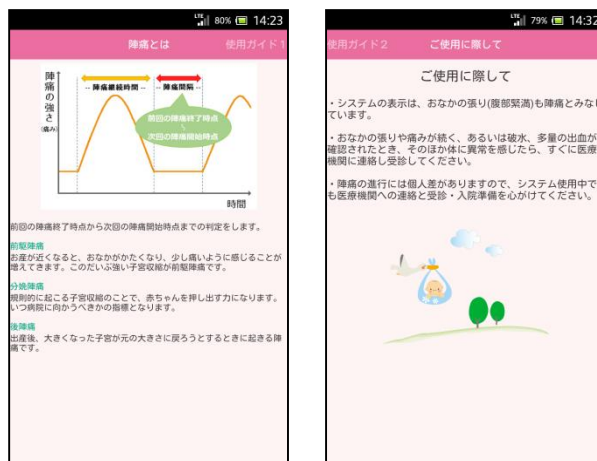 LTE 80% 14:23
陣痛とは 使用ガイド1
陣痛の強さ
(痛み)
陣痛継続時間
陣痛間隔
前回の陣痛終了時点
次回の陣痛開始時点
時間
前回の陣痛終了時点から次回の陣痛開始時点までの判定をします。
前駆陣痛
お産が近くなると、おなかがかたくなり、少し痛いように感じることが
増えてきます。このだいぶ強い子宮収縮が前駆陣痛です。
分娩陣痛
規則的に起こる子宮収縮のことで、赤ちゃんを押し出す力になります。
いつ病院に向かうべきかの指標となります。
後陣痛
出産後、大きくなった子宮が元の大きさに戻ろうとするときに起きる陣
痛です。
LTE 79% 14:32
使用ガイド2 ご使用に際して
ご使用に際して
・システムの表示は、おなかの張り(腹部緊満)も陣痛とみなし
ています。
・おなかの張りや痛みが続く、あるいは破水、多量の出血が
確認されたとき、そのほか体に異常を感じたら、すぐに医療
機関に連絡し受診してください。
・陣痛の進行には個人差がありますので、システム使用中で
も医療機関への連絡と受診・入院準備を心がけてください。